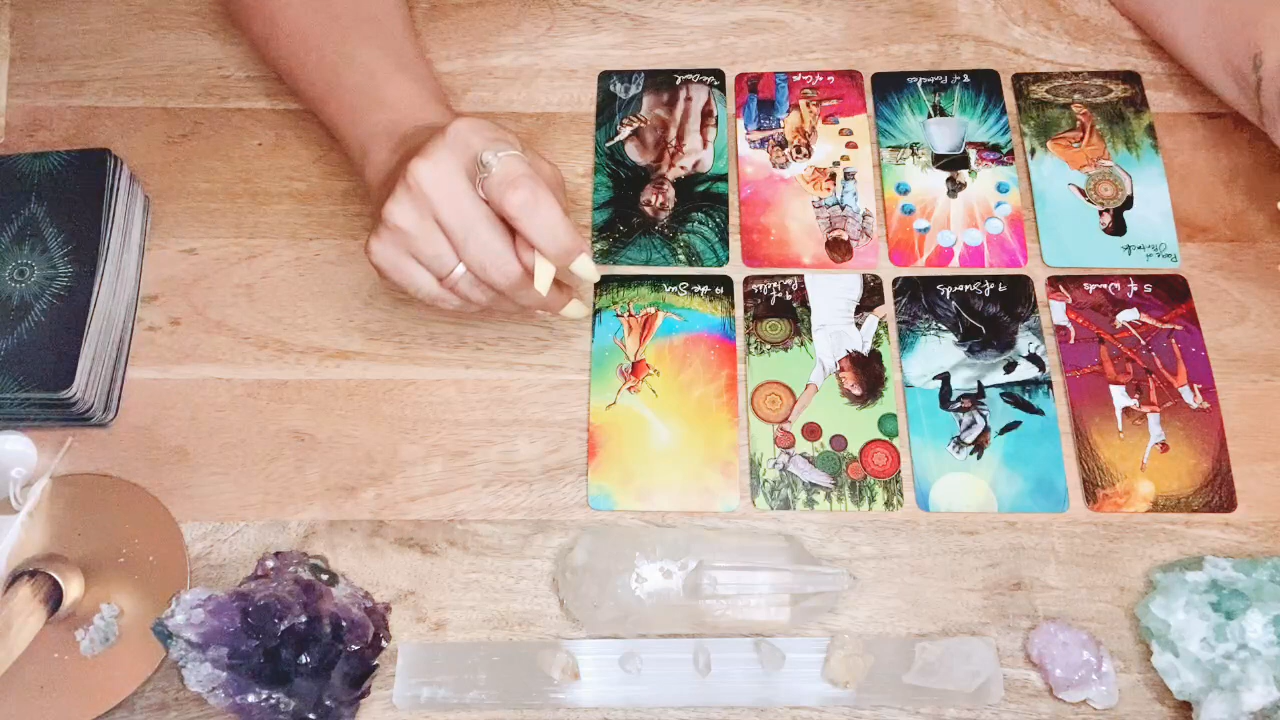 the Devil
6 of Cups
8 of Pentacles
Page of
Pentacles
19 the Sun
9 of
Pentacles
7 of Swords
5 of Wands